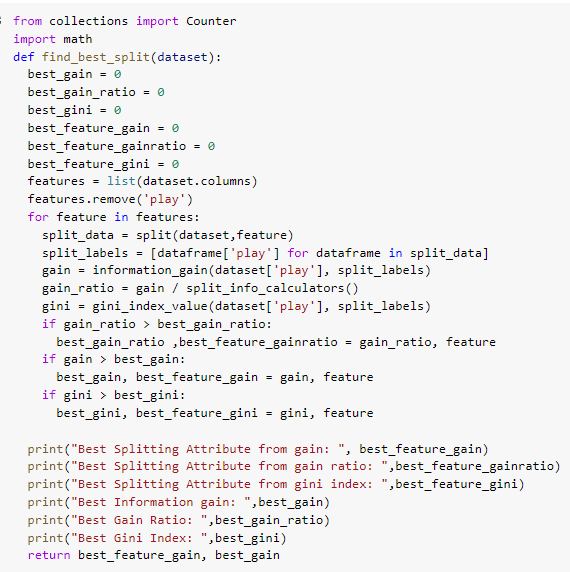 from collections import Counter
import math
def find_best_split(dataset):
  best_gain = 0
  best_gain_ratio = 0
  best_gini = 0
  best_feature_gain = 0
  best_feature_gainratio = 0
  best_feature_gini = 0
  features = list(dataset.columns)
  features.remove('play')
  for feature in features:
    split_data = split(dataset,feature)
    split_labels = [dataframe['play'] for dataframe in split_data]
    gain = information_gain(dataset['play'], split_labels)
    gain_ratio = gain / split_info_calculators()
    gini = gini_index_value(dataset['play'], split_labels)
    if gain_ratio > best_gain_ratio:
      best_gain_ratio ,best_feature_gainratio = gain_ratio, feature
    if gain > best_gain:
      best_gain, best_feature_gain = gain, feature
    if gini > best_gini:
      best_gini, best_feature_gini = gini, feature

  print("Best Splitting Attribute from gain: ", best_feature_gain)
  print("Best Splitting Attribute from gain ratio: ",best_feature_gainratio)
  print("Best Splitting Attribute from gini index: ",best_feature_gini)
  print("Best Information gain: ",best_gain)
  print("Best Gain Ratio: ",best_gain_ratio)
  print("Best Gini Index: ",best_gini)
  return best_feature_gain, best_gain